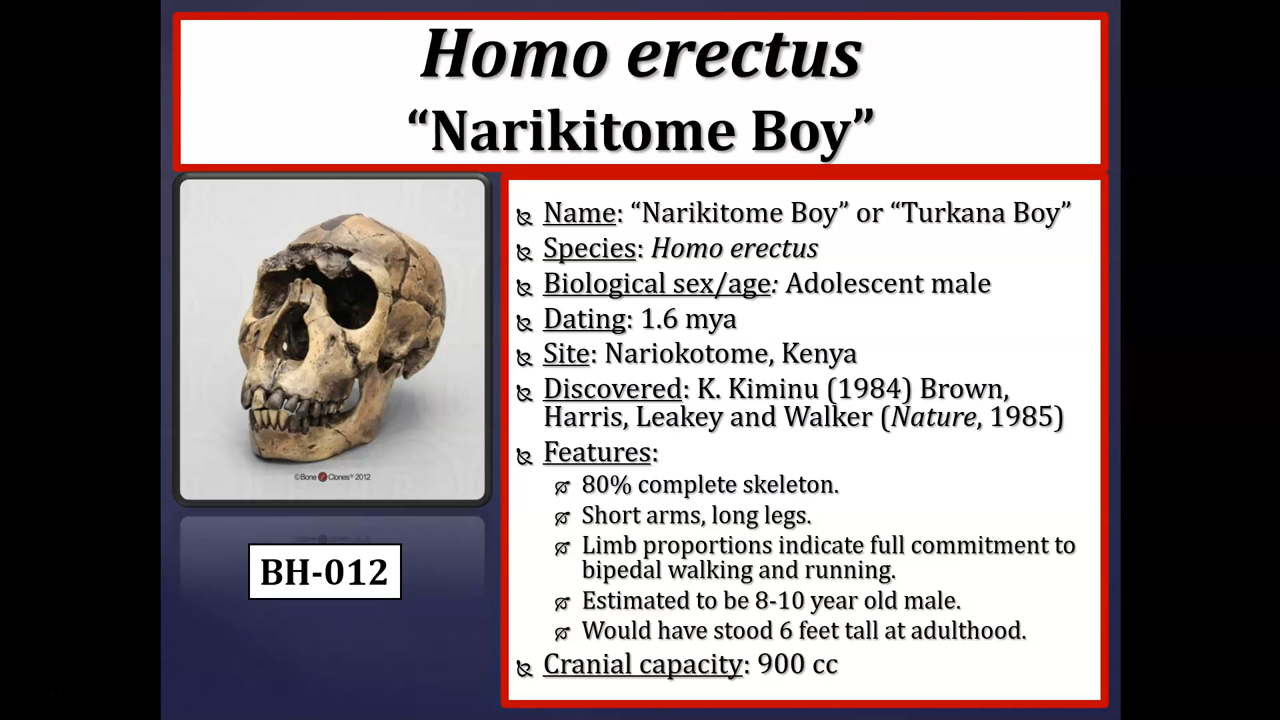 Homo erectus
“Narikitome Boy”
Name: “Narikitome Boy” or “Turkana Boy”
Species: Homo erectus
Biological sex/age: Adolescent male
Dating: 1.6 mya
Site: Nariokotome, Kenya
Discovered: K. Kiminu (1984) Brown,
Harris, Leakey and Walker (Nature, 1985)
Features:
80% complete skeleton.
Short arms, long legs.
Limb proportions indicate full commitment to
bipedal walking and running.
Estimated to be 8-10 year old male.
Would have stood 6 feet tall at adulthood.
Cranial capacity: 900 cc
©Bone Clones® 2012
BH-012